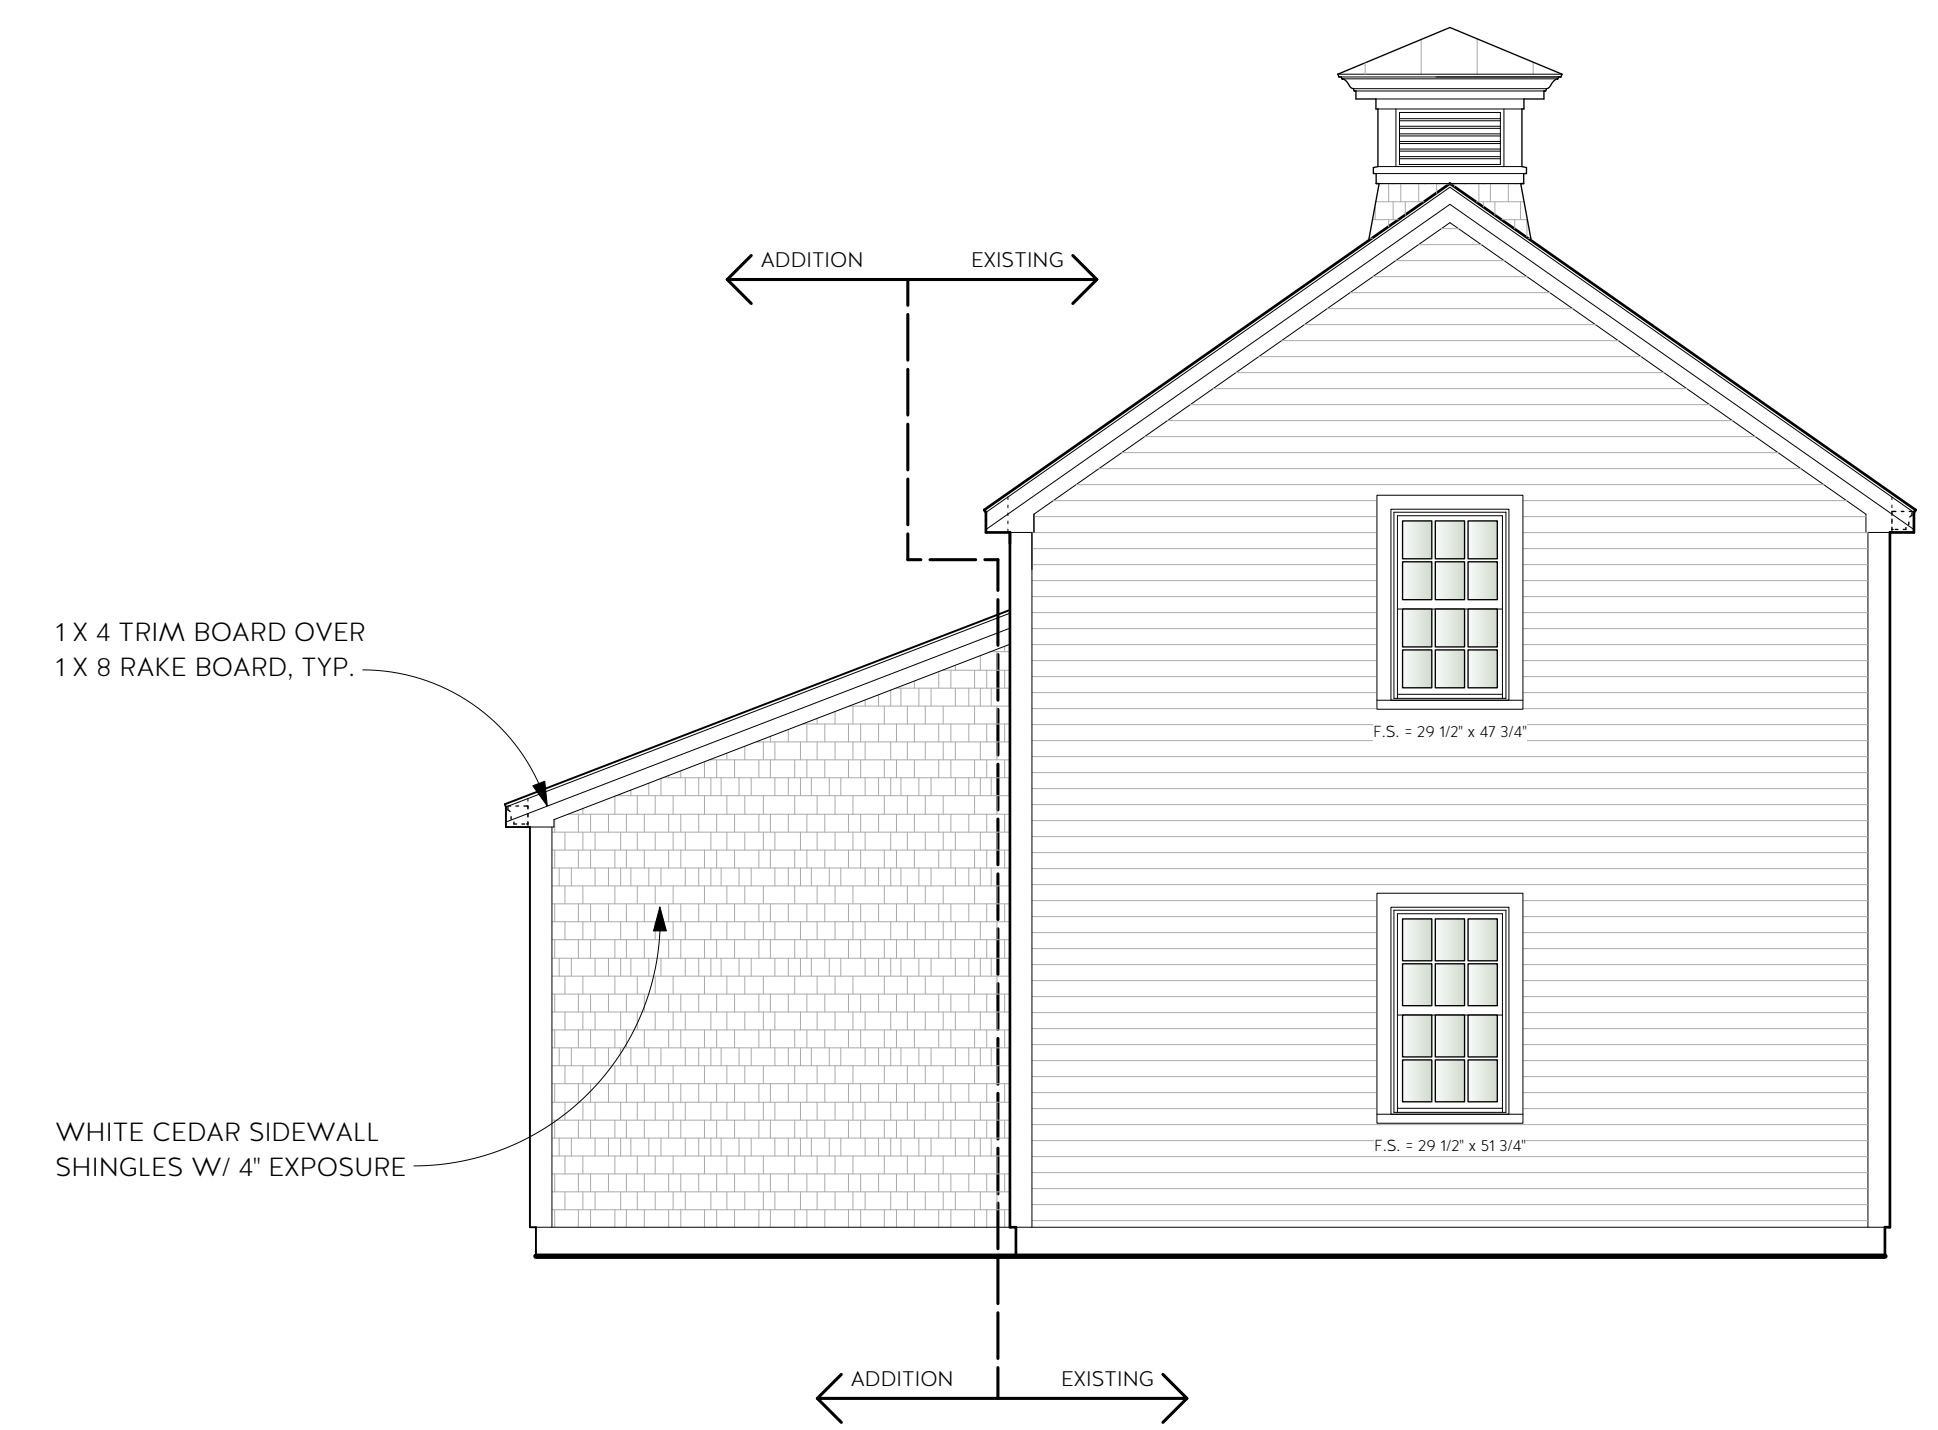 ADDITION EXISTING
1 X 4 TRIM BOARD OVER
1 X 8 RAKE BOARD, TYP.
F.S. = 29 1/2" x 47 3/4"
WHITE CEDAR SIDEWALL
SHINGLES W/ 4" EXPOSURE
F.S. = 29 1/2" x 51 3/4"
ADDITION EXISTING